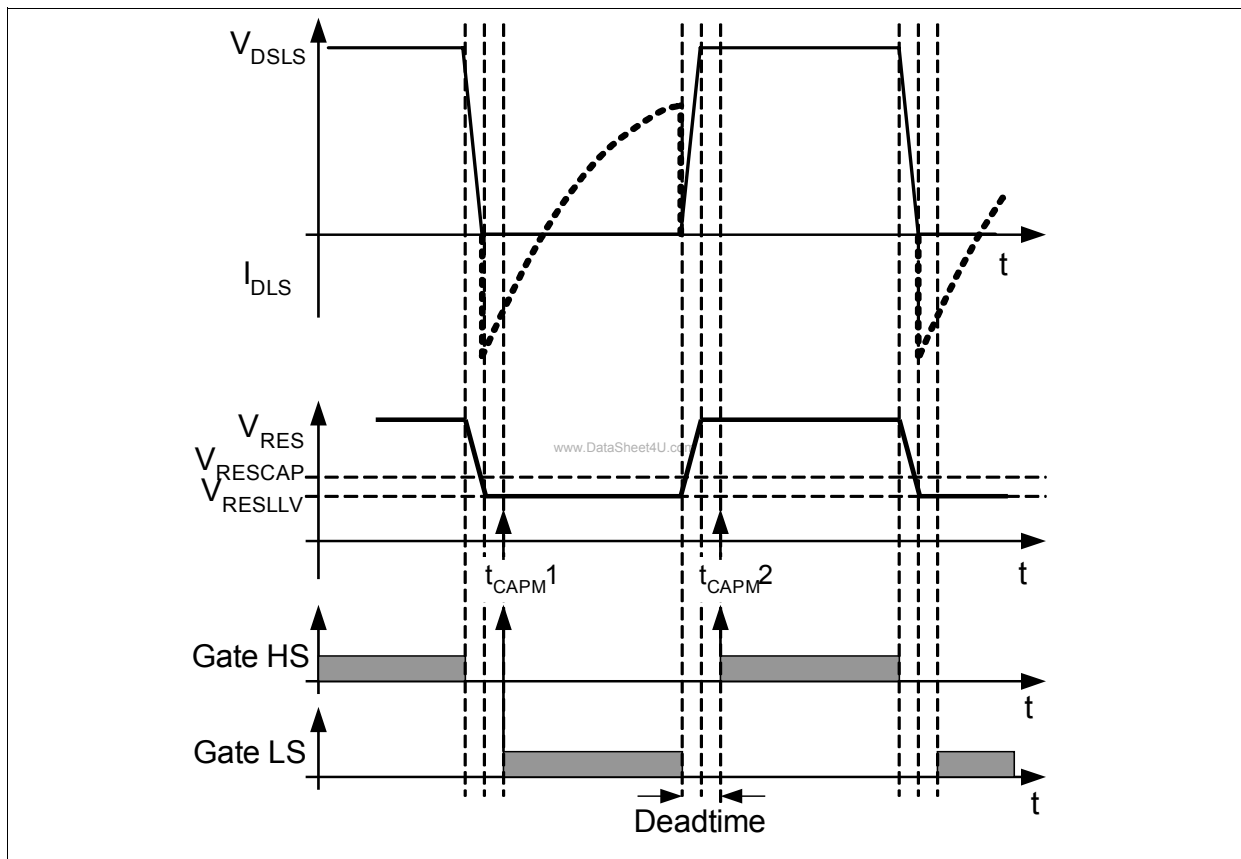 VDSLS
t
IDLS
VRES
www.DataSheet4U.com
VRESCAP
VRESLLV
tCAPM1
tCAPM2
t
Gate HS
t
Gate LS
t
Deadtime